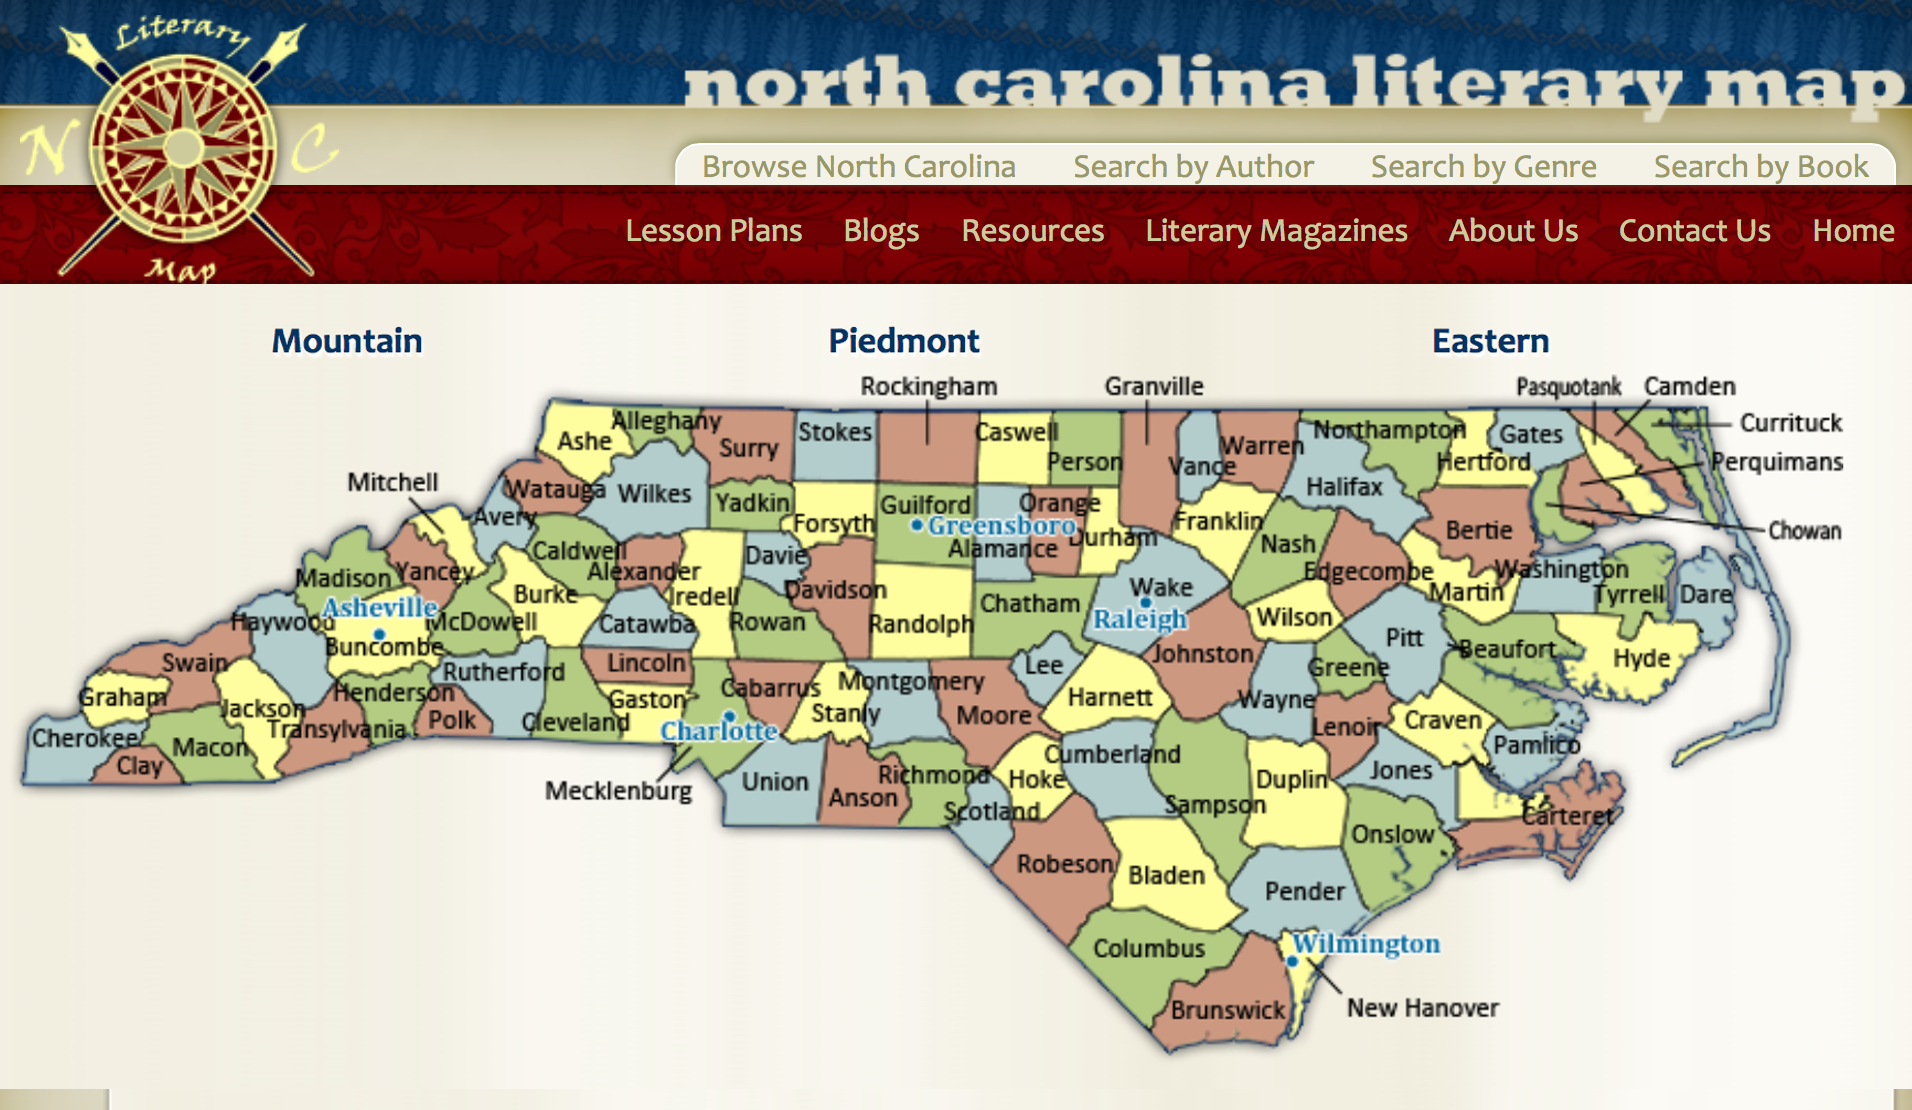 Literary
N C
Map
north carolina literary map
Browse North Carolina Search by Author Search by Genre Search by Book
Lesson Plans Blogs Resources Literary Magazines About Us Contact Us Home
Mountain Piedmont Eastern
Rockingham Granville Pasquotank Camden
Alleghany Currituck
Ashe Surry Stokes Caswell Northampton Gates
Person Vance Warren Hertford Perquimans
Mitchell Watauga Wilkes Halifax
Yadkin Guilford Orange
Avery Forsyth Greensboro Franklin Bertie Chowan
Caldwell Davie Alamance Durham Nash
Madison Yancey Alexander Edgecombe Washington
Burke Iredell Davidson Wake Martin Tyrrell Dare
Asheville Chatham
Haywood McDowell Catawba Rowan Randolph Raleigh Wilson
Buncombe Pitt Beaufort
Swain Rutherford Lincoln Lee Johnston Greene Hyde
Graham Henderson Gaston Cabarrus Montgomery Harnett Wayne
Jackson Transylvania Polk Cleveland Stanly Moore Lenoir Craven
Cherokee Macon Charlotte Pamlico
Clay Cumberland Jones
Mecklenburg Union Anson Richmond Hoke Duplin
Scotland Sampson Carteret
Onslow
Robeson Bladen Pender
Columbus Wilmington
Brunswick New Hanover